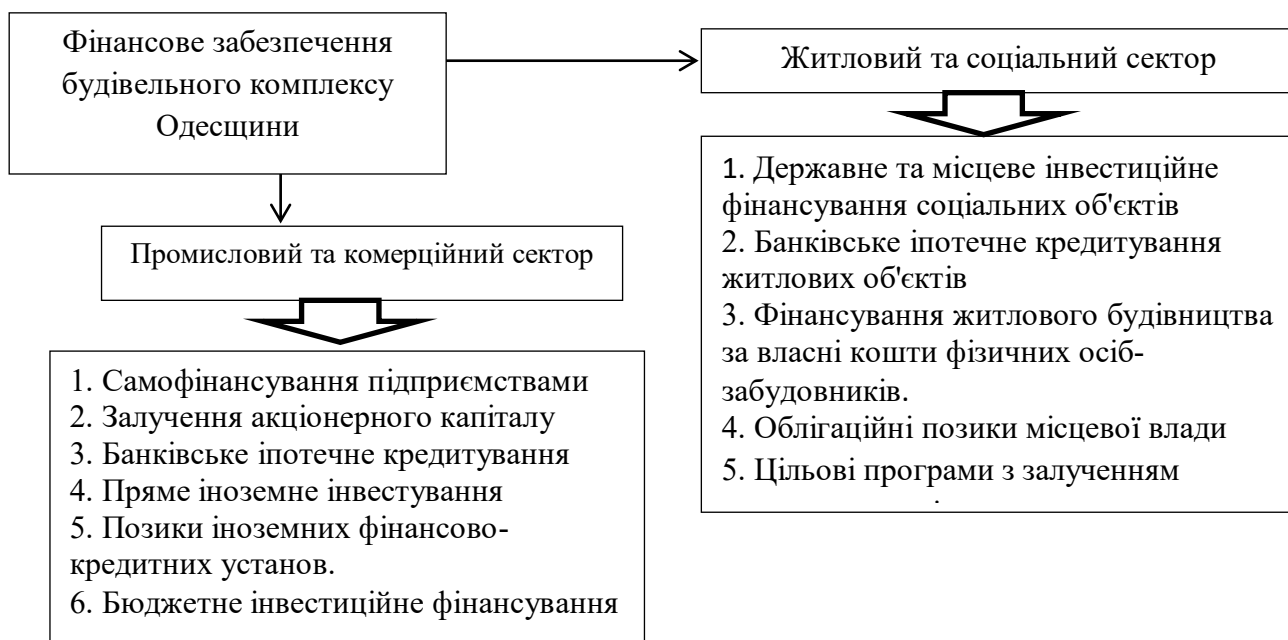 Фінансове забезпечення
будівельного комплексу
Одесщини
Житловий та соціальний сектор
Промисловий та комерційний сектор
1. Самофінансування підприємствами
2. Залучення акціонерного капіталу
3. Банківське іпотечне кредитування
4. Пряме іноземне інвестування
5. Позики іноземних фінансово-
кредитних установ.
6. Бюджетне інвестиційне фінансування
1. Державне та місцеве інвестиційне
фінансування соціальних об'єктів
2. Банківське іпотечне кредитування
житлових об'єктів
3. Фінансування житлового будівництва
за власні кошти фізичних осіб-
забудовників.
4. Облігаційні позики місцевої влади
5. Цільові програми з залученням